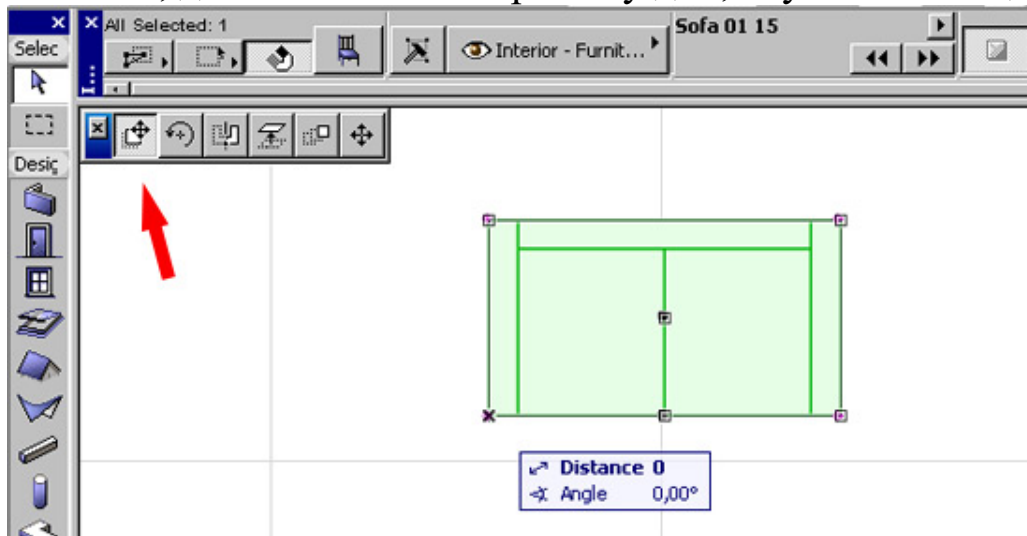 All Selected: 1
Selec
Interior - Furnit...
Sofa 01 15
Desig
Distance 0
Angle 0,00°